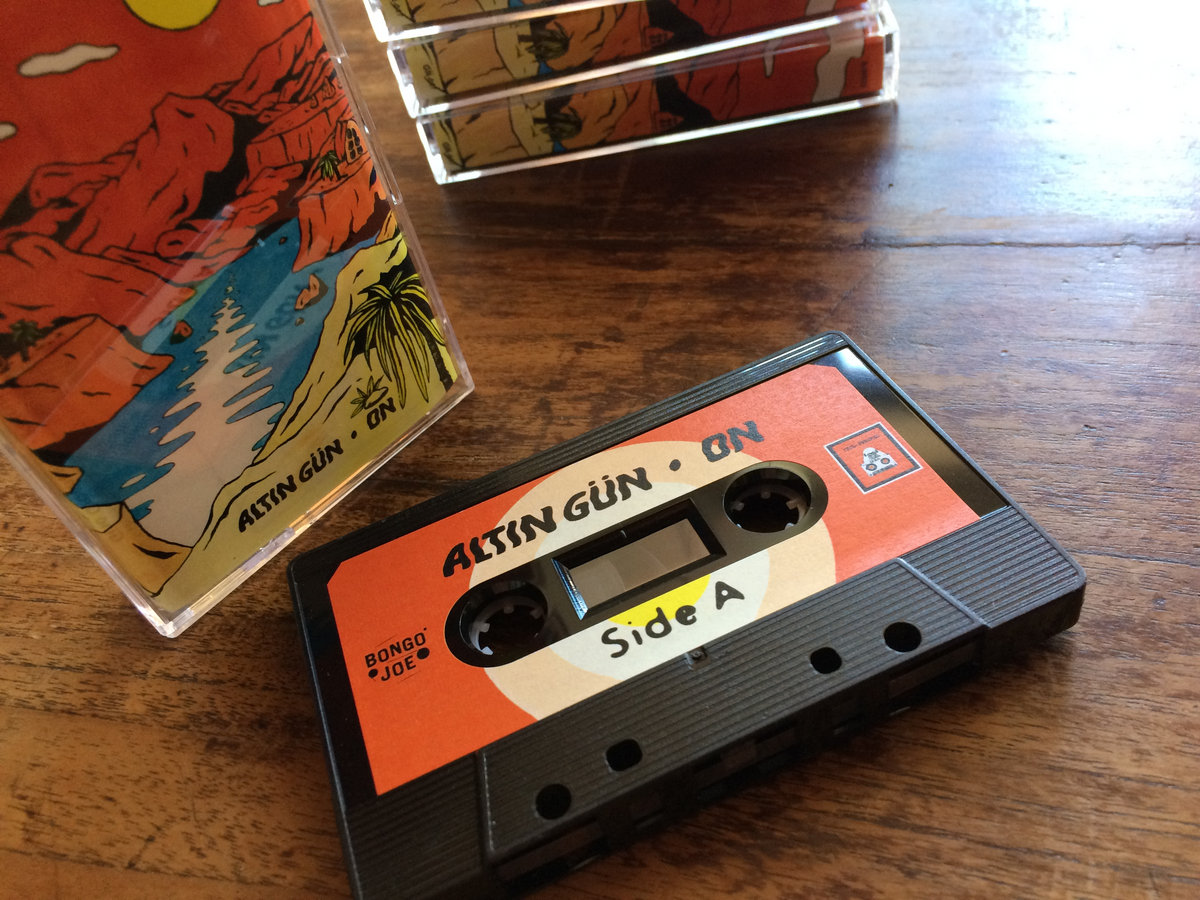 ALTIN GÜN • ON
ALTIN GÜN • ON
Side A
BONGO
JOE